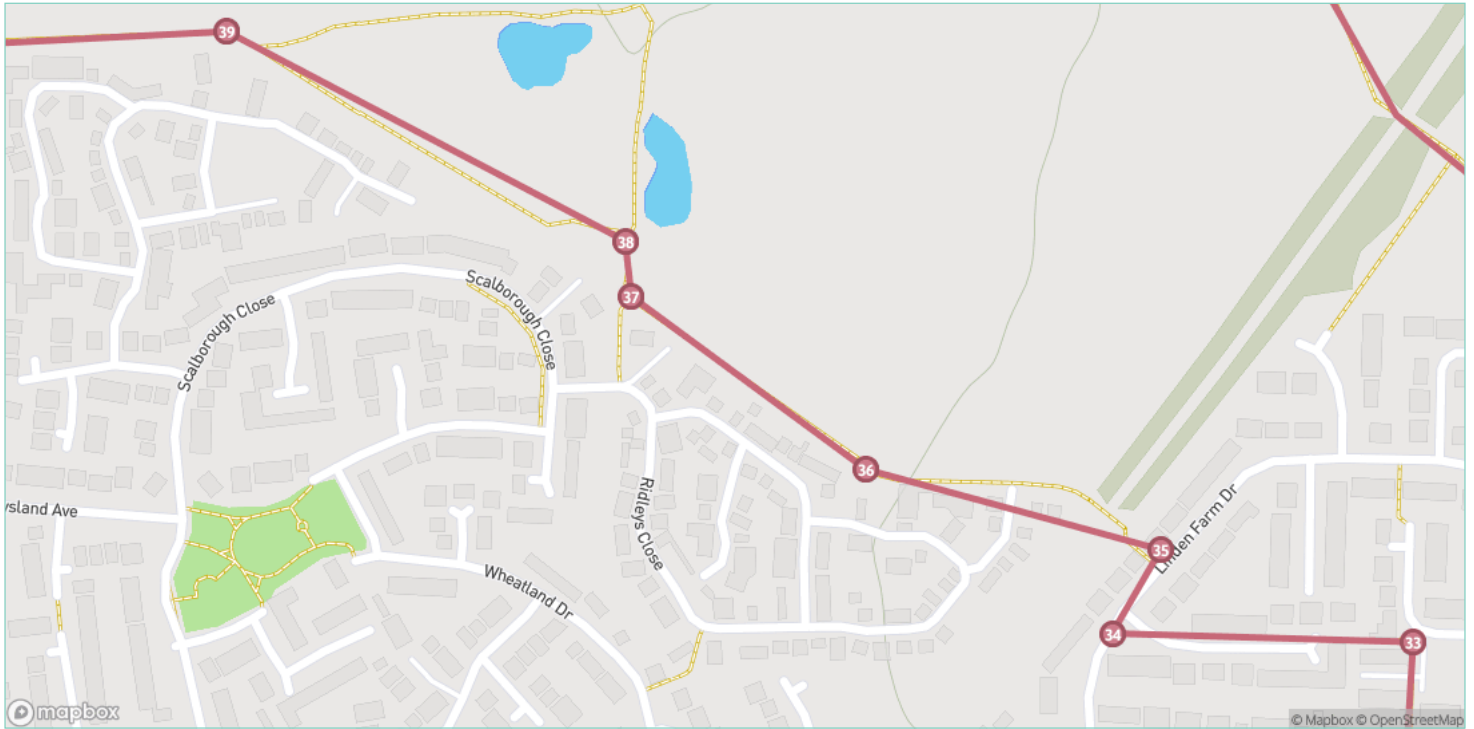 39
38
37
Scalborough Close
Scalborough Close
36
ysland Ave
Ridleys Close
Linden Farm Dr
35
Wheatland Dr
34
33
mapbox
© Mapbox © OpenStreetMap